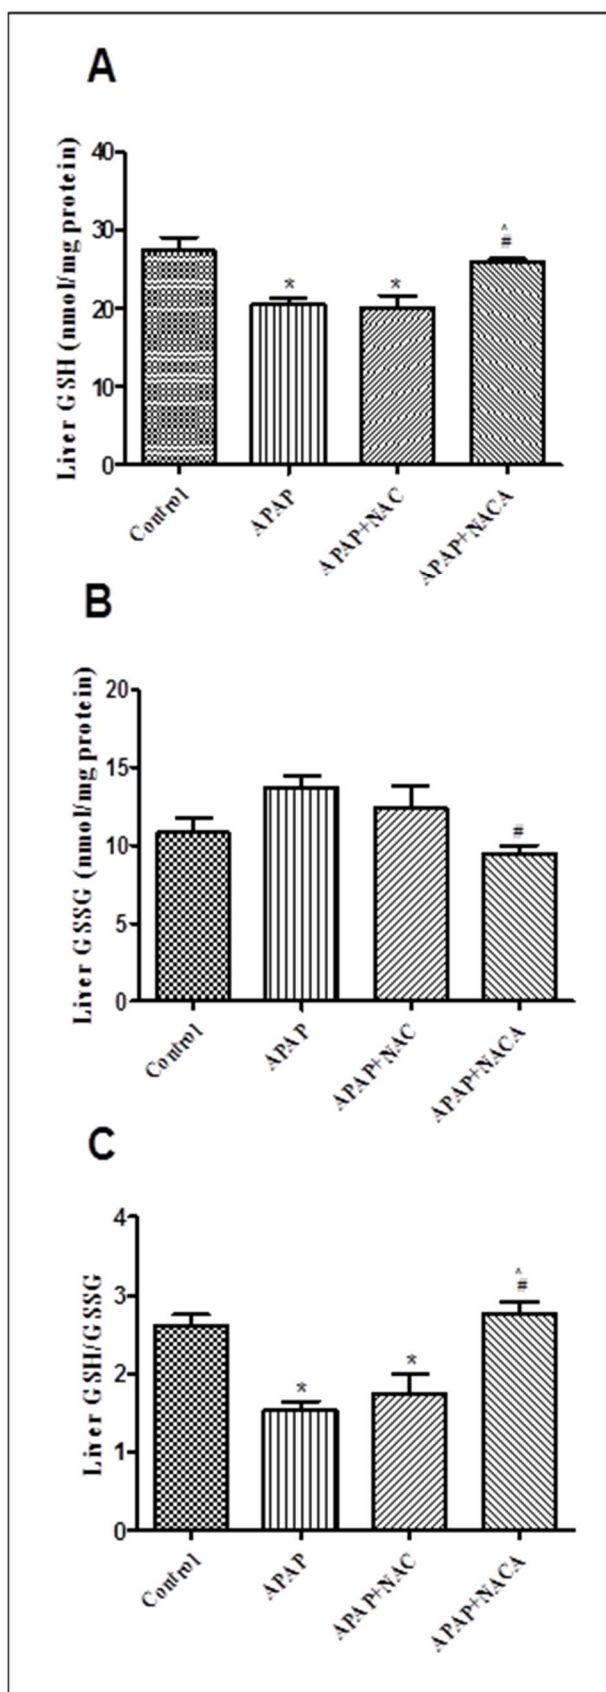 A
Liver GSH (nmol/mg protein)
40
30
20
10
0
*
*
^
#
Control
APAP
APAP+NAC
APAP+NACA
B
Liver GSSG (nmol/mg protein)
20
15
10
5
0
#
Control
APAP
APAP+NAC
APAP+NACA
C
Liver GSH/GSSG
4
3
2
1
0
*
*
^
#
Control
APAP
APAP+NAC
APAP+NACA